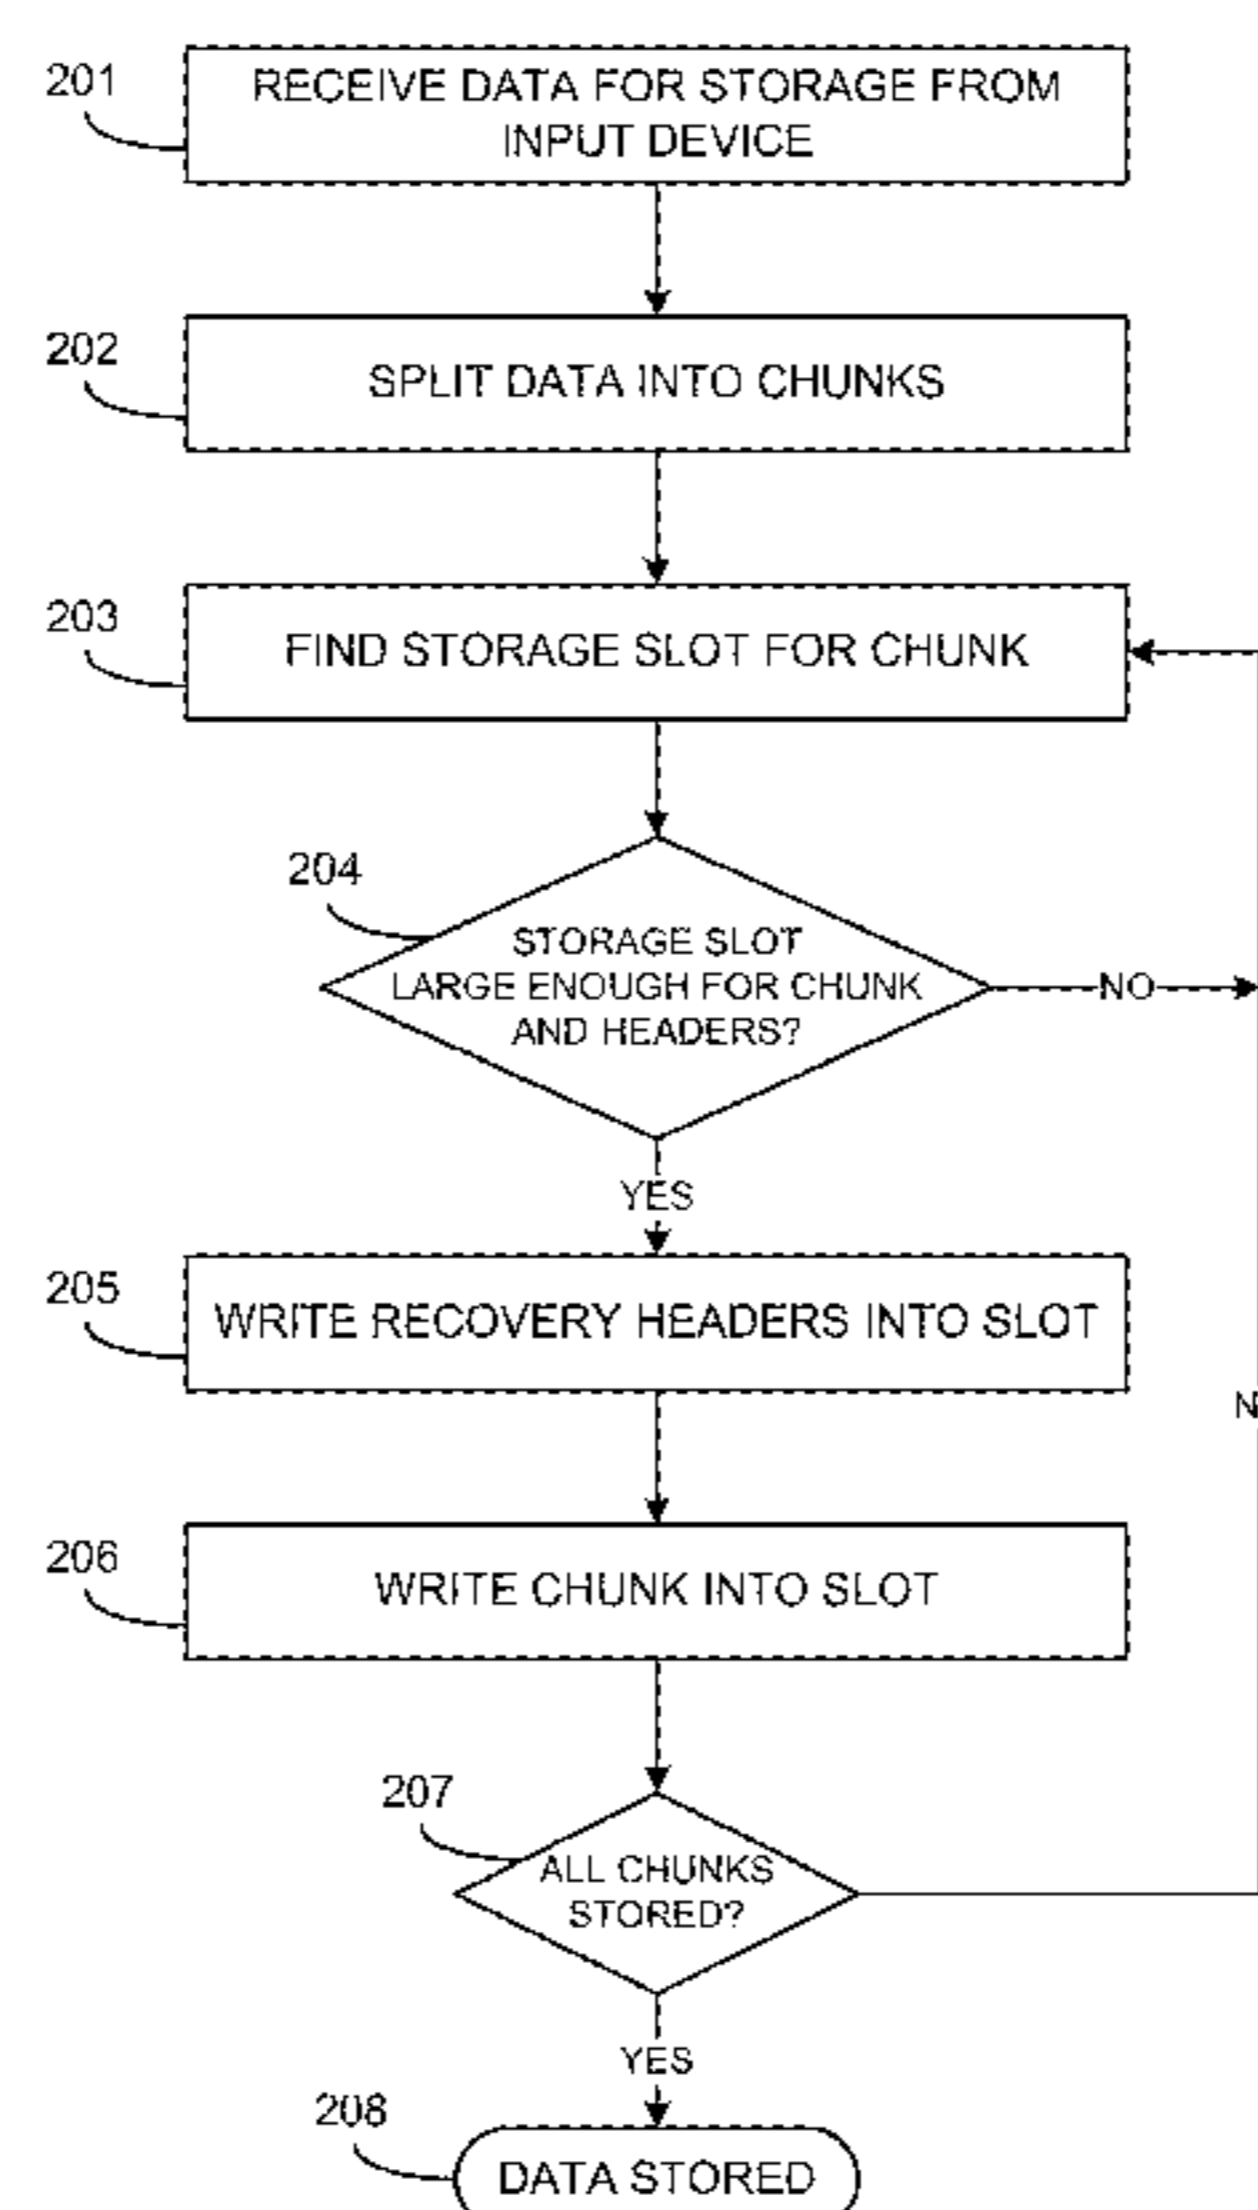 201
RECEIVE DATA FOR STORAGE FROM
INPUT DEVICE
202
SPLIT DATA INTO CHUNKS
203
FIND STORAGE SLOT FOR CHUNK
204
STORAGE SLOT
LARGE ENOUGH FOR CHUNK
AND HEADERS?
NO
YES
205
WRITE RECOVERY HEADERS INTO SLOT
206
WRITE CHUNK INTO SLOT
207
ALL CHUNKS
STORED?
YES
208
DATA STORED